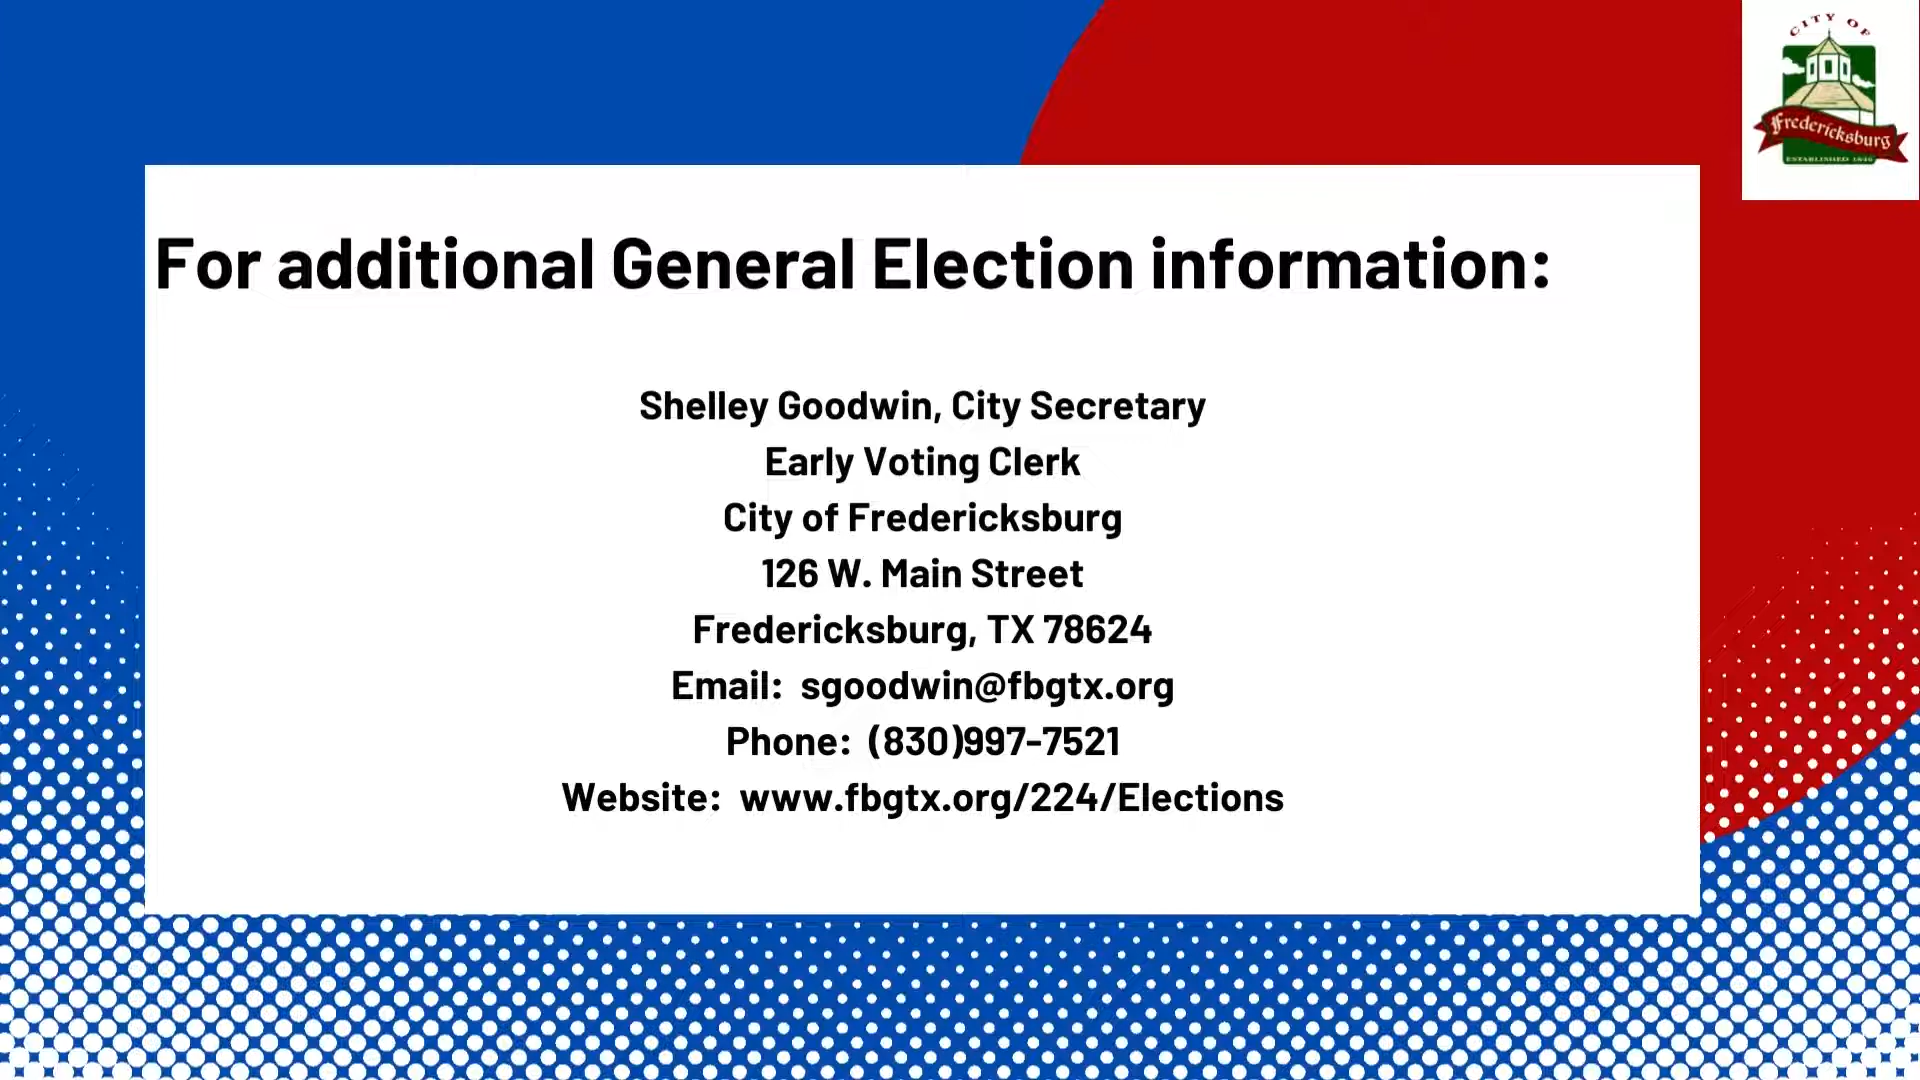 CITY OF
Fredericksburg
ESTABLISHED 1846
For additional General Election information:
Shelley Goodwin, City Secretary
Early Voting Clerk
City of Fredericksburg
126 W. Main Street
Fredericksburg, TX 78624
Email: sgoodwin@fbgtx.org
Phone: (830)997-7521
Website: www.fbgtx.org/224/Elections